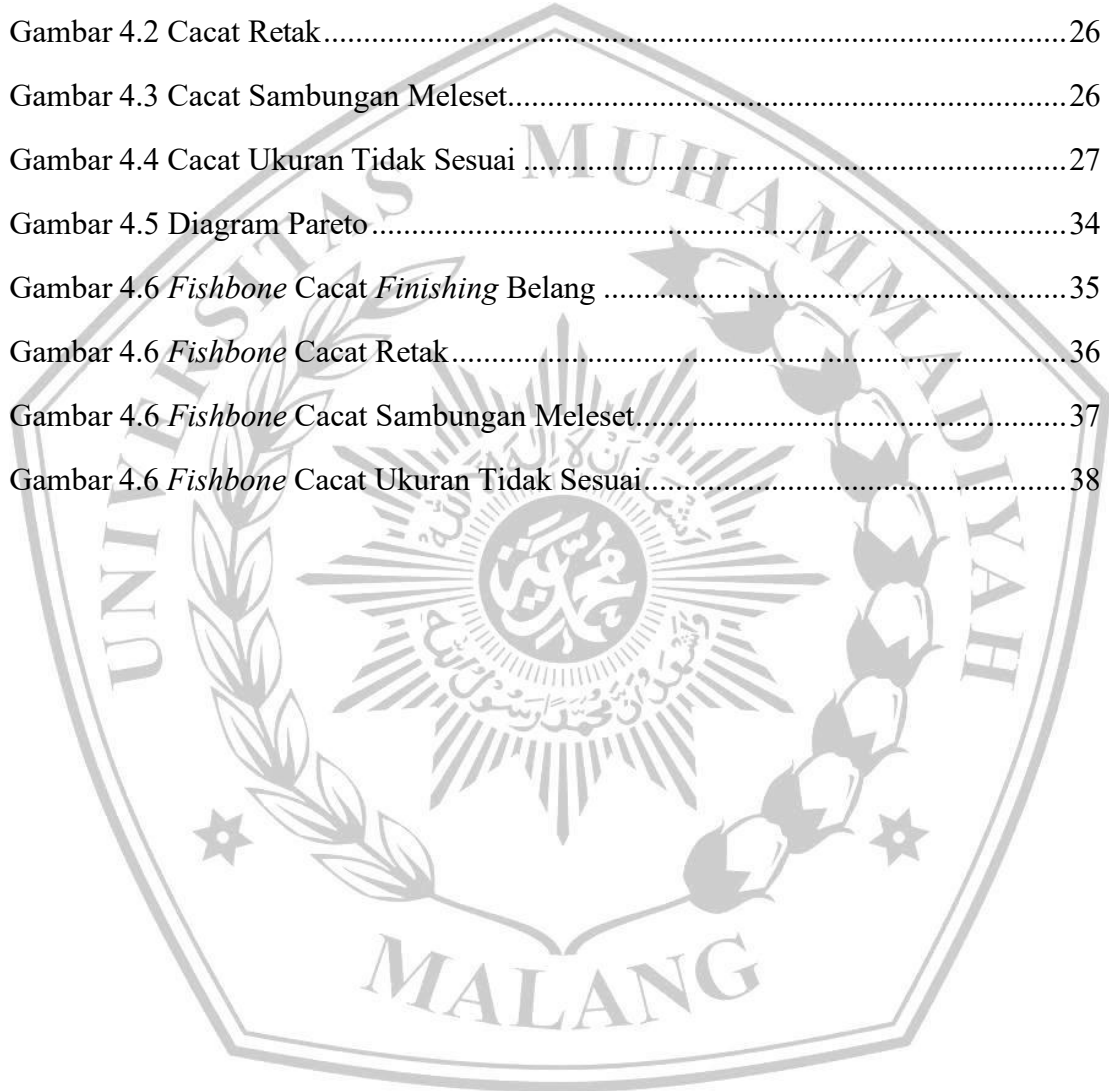 Gambar 4.2 Cacat Retak....................................................................................................26
Gambar 4.3 Cacat Sambungan Meleset..........................................................................26
Gambar 4.4 Cacat Ukuran Tidak Sesuai.........................................................................27
Gambar 4.5 Diagram Pareto.............................................................................................34
Gambar 4.6 Fishbone Cacat Finishing Belang...............................................................35
Gambar 4.6 Fishbone Cacat Retak...................................................................................36
Gambar 4.6 Fishbone Cacat Sambungan Meleset..........................................................37
Gambar 4.6 Fishbone Cacat Ukuran Tidak Sesuai.........................................................38
UNIVERSITAS MUHAMMADIYAH
MALANG